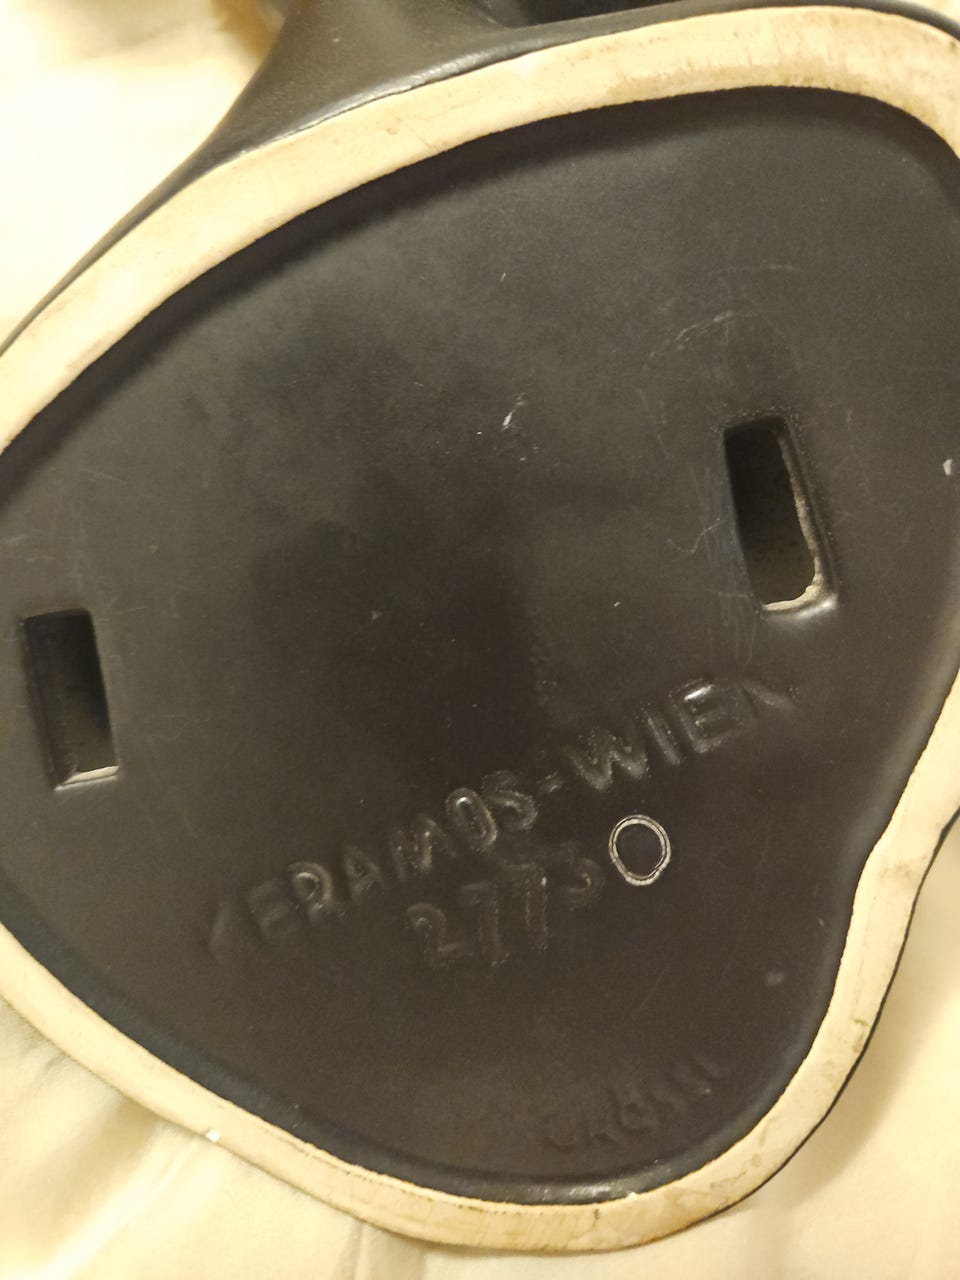 KERAMOS-WIEN
2773 O